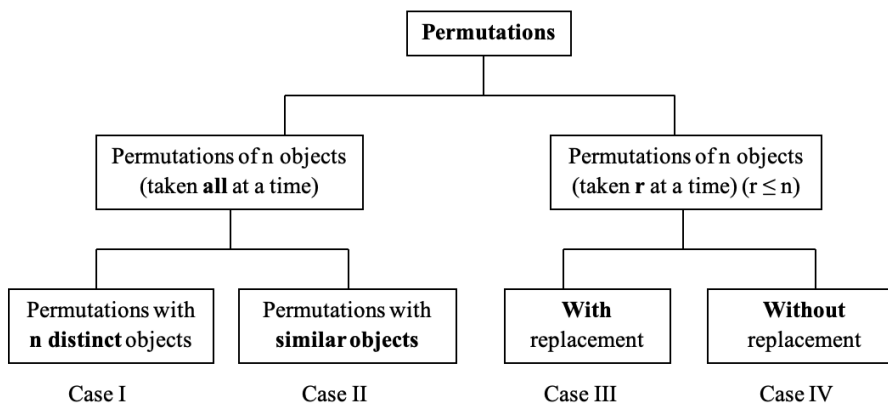 Permutations
Permutations of n objects
(taken all at a time)
Permutations of n objects
(taken r at a time) (r ≤ n)
Permutations with
n distinct objects
Permutations with
similar objects
With
replacement
Without
replacement
Case I
Case II
Case III
Case IV